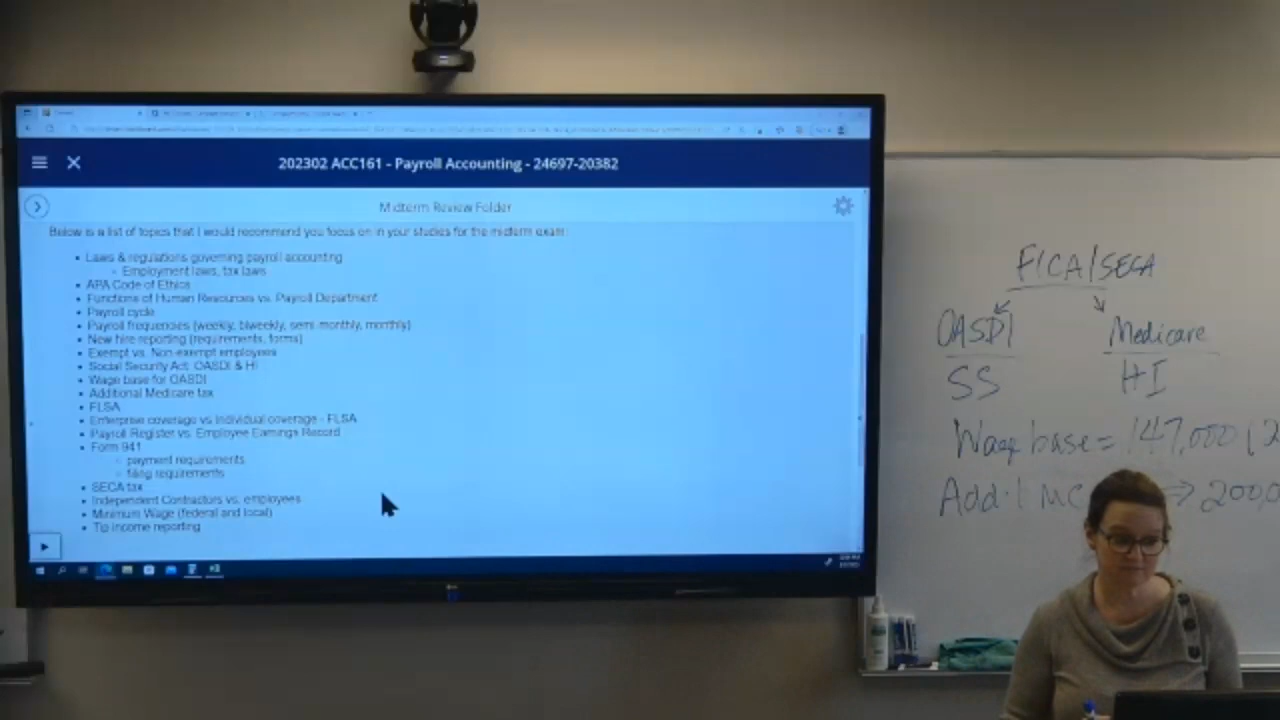 202302 ACC161 - Payroll Accounting - 24697-20382
Midterm Review Folder
Below is a list of topics that I would recommend you focus on in your studies for the midterm exam:
Laws & regulations governing payroll accounting
Employment laws, tax laws
APA Code of Ethics
Functions of Human Resources vs. Payroll Department
Payroll cycle
Payroll frequencies (weekly, biweekly, semi-monthly, monthly)
New hire reporting (requirements, forms)
Exempt vs. Non-exempt employees
Social Security Act: OASDI & HI
Wage base for OASDI
Additional Medicare tax
FLSA
Enterprise coverage vs Individual coverage - FLSA
Payroll Register vs. Employee Earnings Record
Form 941
payment requirements
filing requirements
SECA tax
Independent Contractors vs. employees
Minimum Wage (federal and local)
Tip income reporting
FICA/SECA
OASDI Medicare
SS HI
Wage base = 147,000 (2
Add'l MC → 200,0